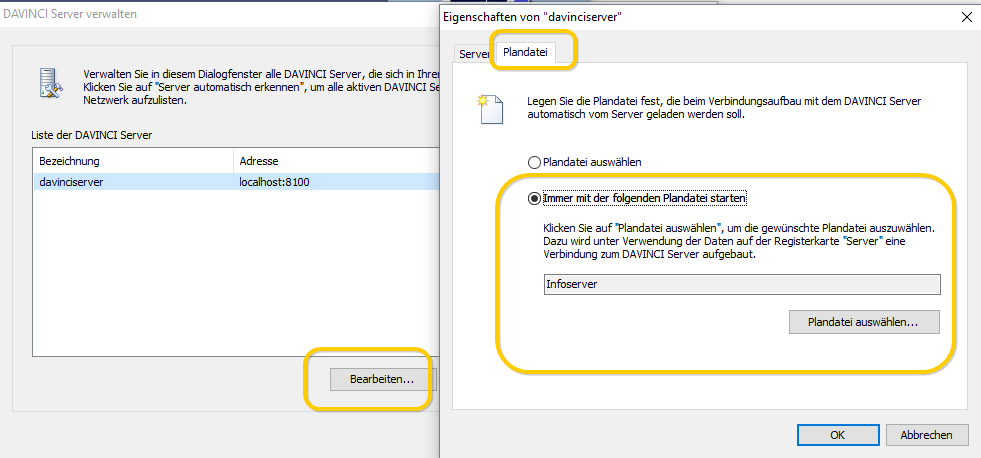 DAVINCI Server verwalten
Verwalten Sie in diesem Dialogfenster alle DAVINCI Server, die sich in Ihrem
Klicken Sie auf "Server automatisch erkennen", um alle aktiven DAVINCI Se
Netzwerk aufzulisten.
Liste der DAVINCI Server
Bezeichnung Adresse
davinciserver localhost:8100
Bearbeiten...
Eigenschaften von "davinciserver"
Server Plandatei
Legen Sie die Plandatei fest, die beim Verbindungsaufbau mit dem DAVINCI Server
automatisch vom Server geladen werden soll.
Plandatei auswählen
Immer mit der folgenden Plandatei starten
Klicken Sie auf "Plandatei auswählen", um die gewünschte Plandatei auszuwählen.
Dazu wird unter Verwendung der Daten auf der Registerkarte "Server" eine
Verbindung zum DAVINCI Server aufgebaut.
Infoserver
Plandatei auswählen...
OK Abbrechen